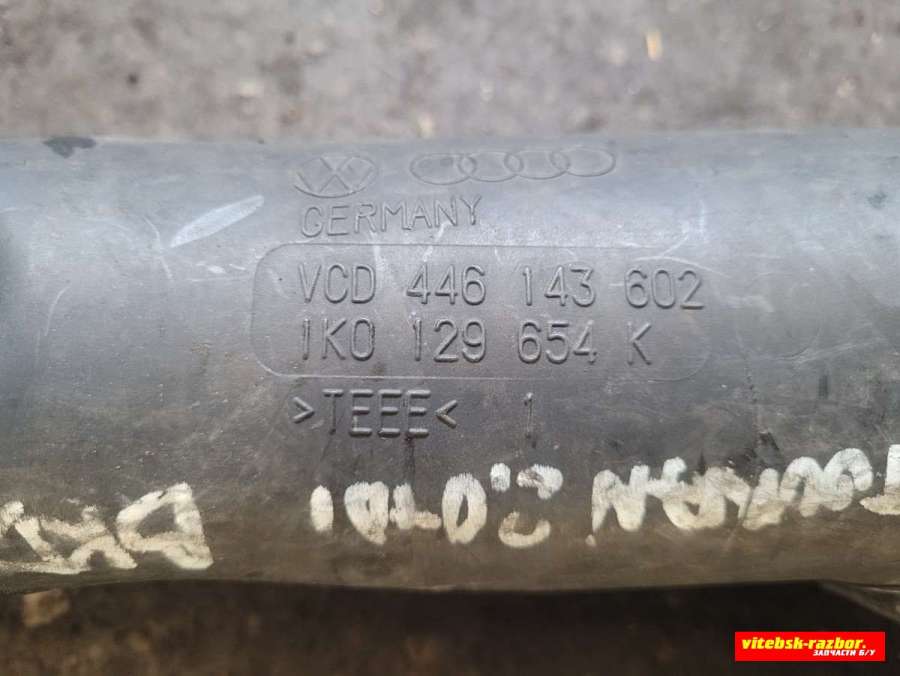 GERMANY
VCD 446 143 602
1K0 129 654 K
>TEEE< 1
TOURAN 2.0TDI
vitebsk-razbor.
ЗАПЧАСТИ Б/У